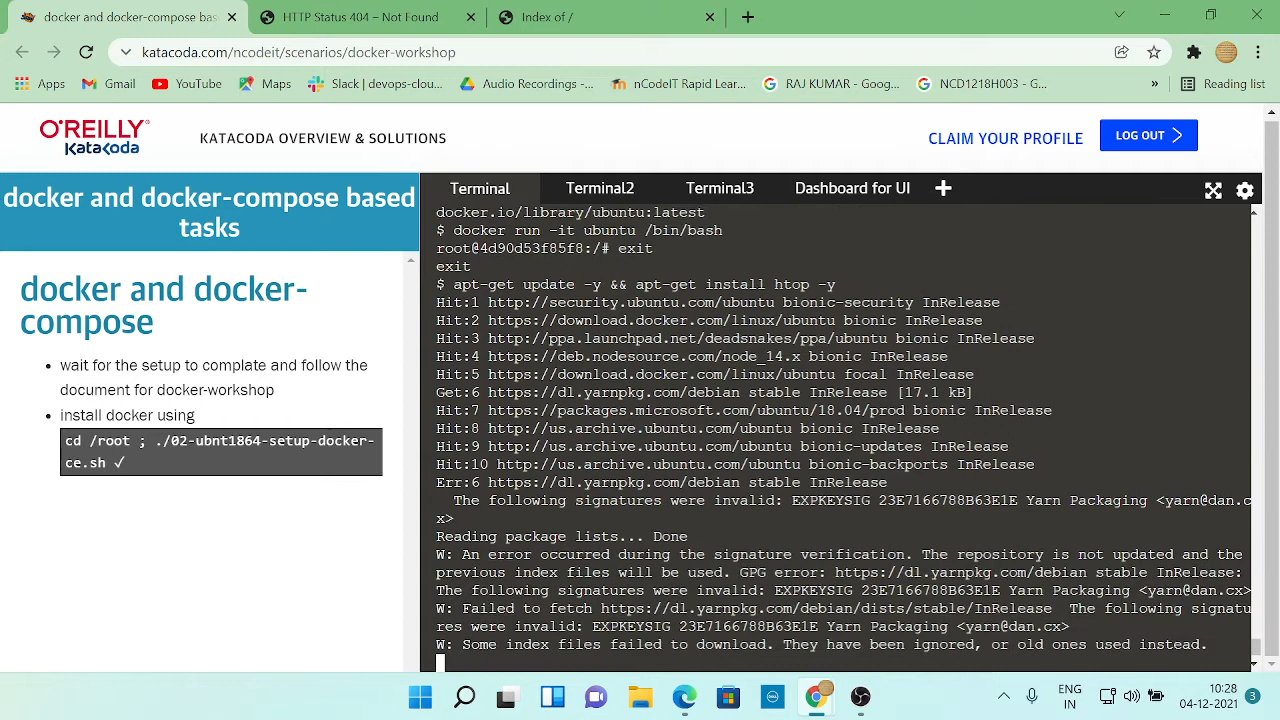 docker and docker-compose bas
HTTP Status 404 – Not Found
Index of /
katacoda.com/ncodeit/scenarios/docker-workshop
Apps
Gmail
YouTube
Maps
Slack | devops-clou...
Audio Recordings -...
nCodeIT Rapid Lear...
RAJ KUMAR - Goog...
NCD1218H003 - G...
»
Reading list
O'REILLY
KataKoda
KATACODA OVERVIEW & SOLUTIONS
CLAIM YOUR PROFILE
LOG OUT
docker and docker-compose based
tasks
docker and docker-
compose
• wait for the setup to complate and follow the
document for docker-workshop
• install docker using
cd /root ; ./02-ubnt1864-setup-docker-
ce.sh ✓
Terminal
Terminal2
Terminal3
Dashboard for UI
docker.io/library/ubuntu:latest
$ docker run -it ubuntu /bin/bash
root@4d90d53f85f8:/# exit
exit
$ apt-get update -y && apt-get install htop -y
Hit:1 http://security.ubuntu.com/ubuntu bionic-security InRelease
Hit:2 https://download.docker.com/linux/ubuntu bionic InRelease
Hit:3 http://ppa.launchpad.net/deadsnakes/ppa/ubuntu bionic InRelease
Hit:4 https://deb.nodesource.com/node_14.x bionic InRelease
Hit:5 https://download.docker.com/linux/ubuntu focal InRelease
Get:6 https://dl.yarnpkg.com/debian stable InRelease [17.1 kB]
Hit:7 https://packages.microsoft.com/ubuntu/18.04/prod bionic InRelease
Hit:8 http://us.archive.ubuntu.com/ubuntu bionic InRelease
Hit:9 http://us.archive.ubuntu.com/ubuntu bionic-updates InRelease
Hit:10 http://us.archive.ubuntu.com/ubuntu bionic-backports InRelease
Err:6 https://dl.yarnpkg.com/debian stable InRelease
The following signatures were invalid: EXPKEYSIG 23E7166788B63E1E Yarn Packaging <yarn@dan.c
x>
Reading package lists... Done
W: An error occurred during the signature verification. The repository is not updated and the
previous index files will be used. GPG error: https://dl.yarnpkg.com/debian stable InRelease:
The following signatures were invalid: EXPKEYSIG 23E7166788B63E1E Yarn Packaging <yarn@dan.cx>
W: Failed to fetch https://dl.yarnpkg.com/debian/dists/stable/InRelease  The following signatu
res were invalid: EXPKEYSIG 23E7166788B63E1E Yarn Packaging <yarn@dan.cx>
W: Some index files failed to download. They have been ignored, or old ones used instead.
ENG
IN
10:28
04-12-2021
3